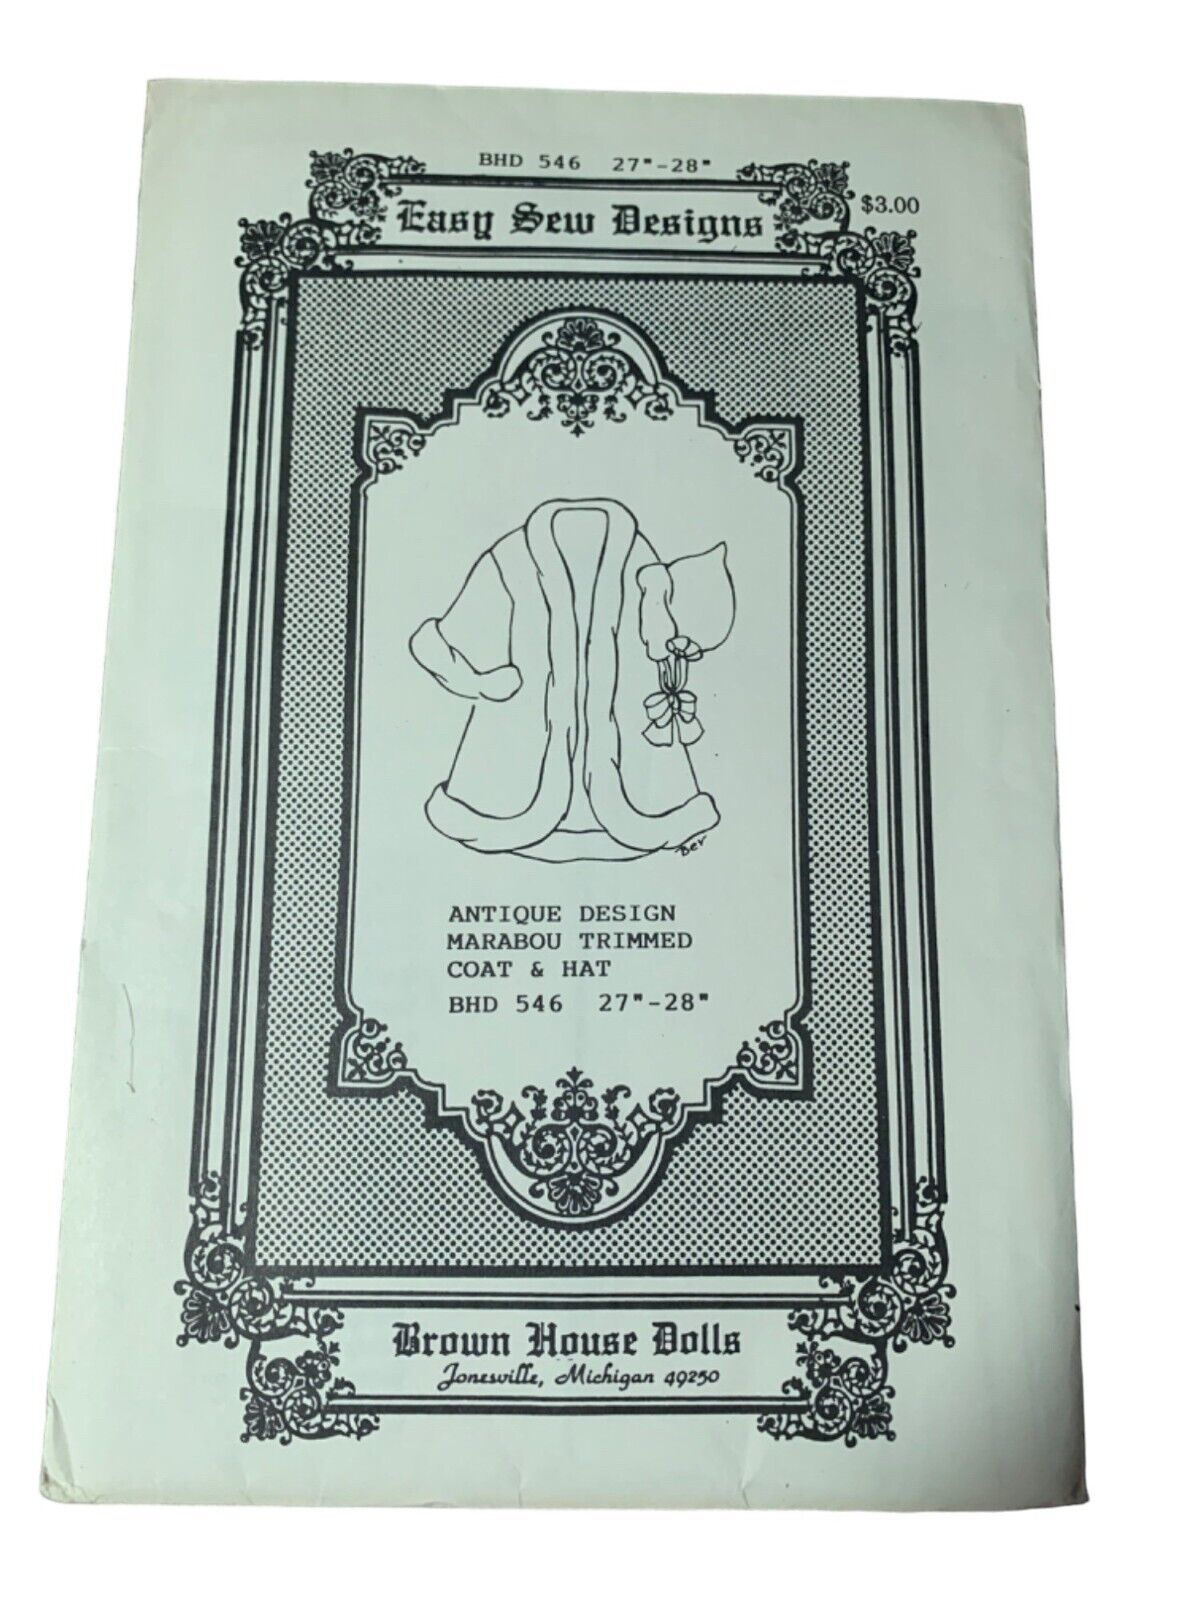 BHD 546 27"-28"
$3.00
Easy Sew Designs
Bev
ANTIQUE DESIGN
MARABOU TRIMMED
COAT & HAT
BHD 546 27"-28"
Brown House Dolls
Jonesville, Michigan 49250